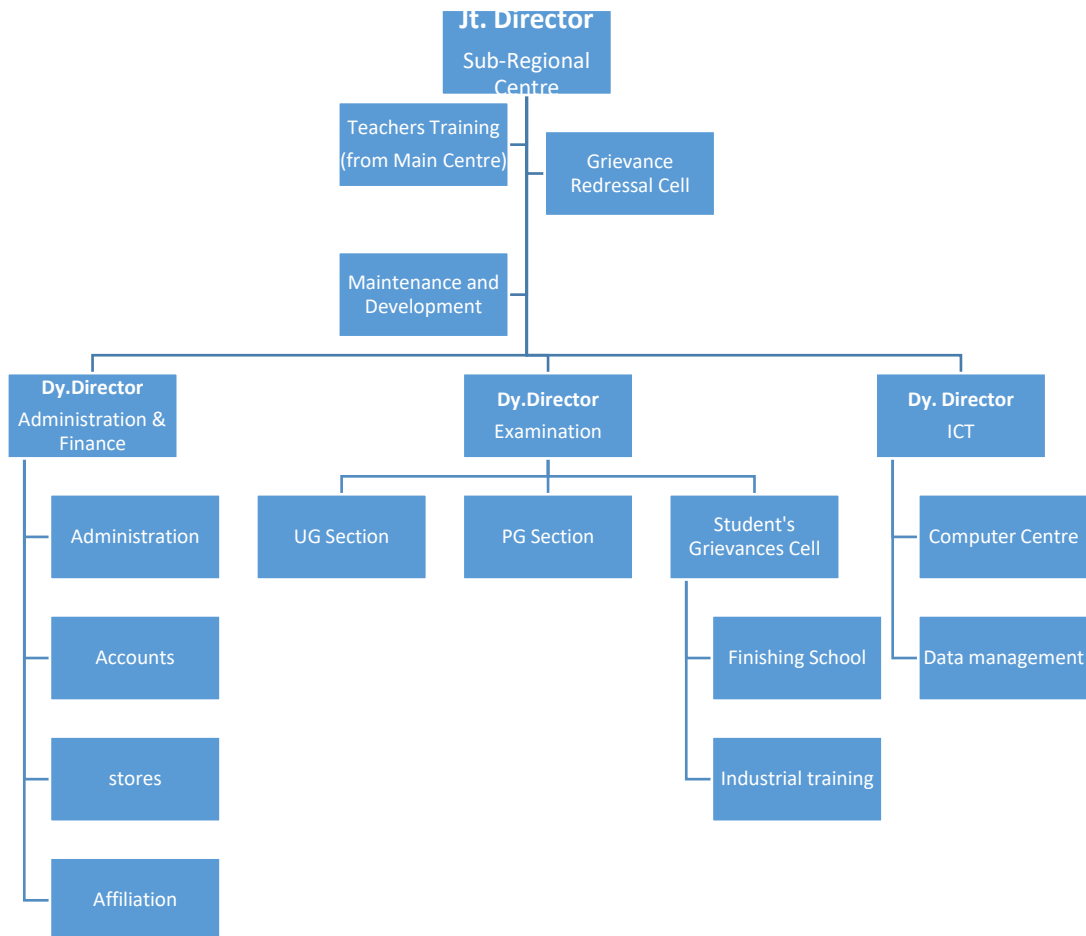 Jt. Director
Sub-Regional
Centre
Teachers Training
(from Main Centre)
Grievance
Redressal Cell
Maintenance and
Development
Dy.Director
Administration &
Finance
Dy.Director
Examination
Dy. Director
ICT
Administration
UG Section
PG Section
Student's
Grievances Cell
Computer Centre
Accounts
Finishing School
Data management
stores
Industrial training
Affiliation